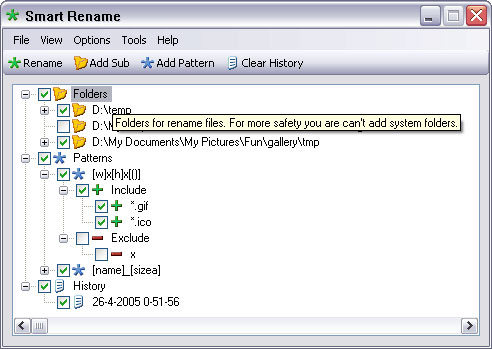 Smart Rename
File View Options Tools Help
Rename Add Sub Add Pattern Clear History
Folders
D:\temp
Folders for rename files. For more safety you are can't add system folders.
D:\
D:\My Documents\My Pictures\Fun\gallery\tmp
Patterns
[w]x[h]x[()]
Include
*.gif
*.ico
Exclude
x
[name]_[sizea]
History
26-4-2005 0-51-56